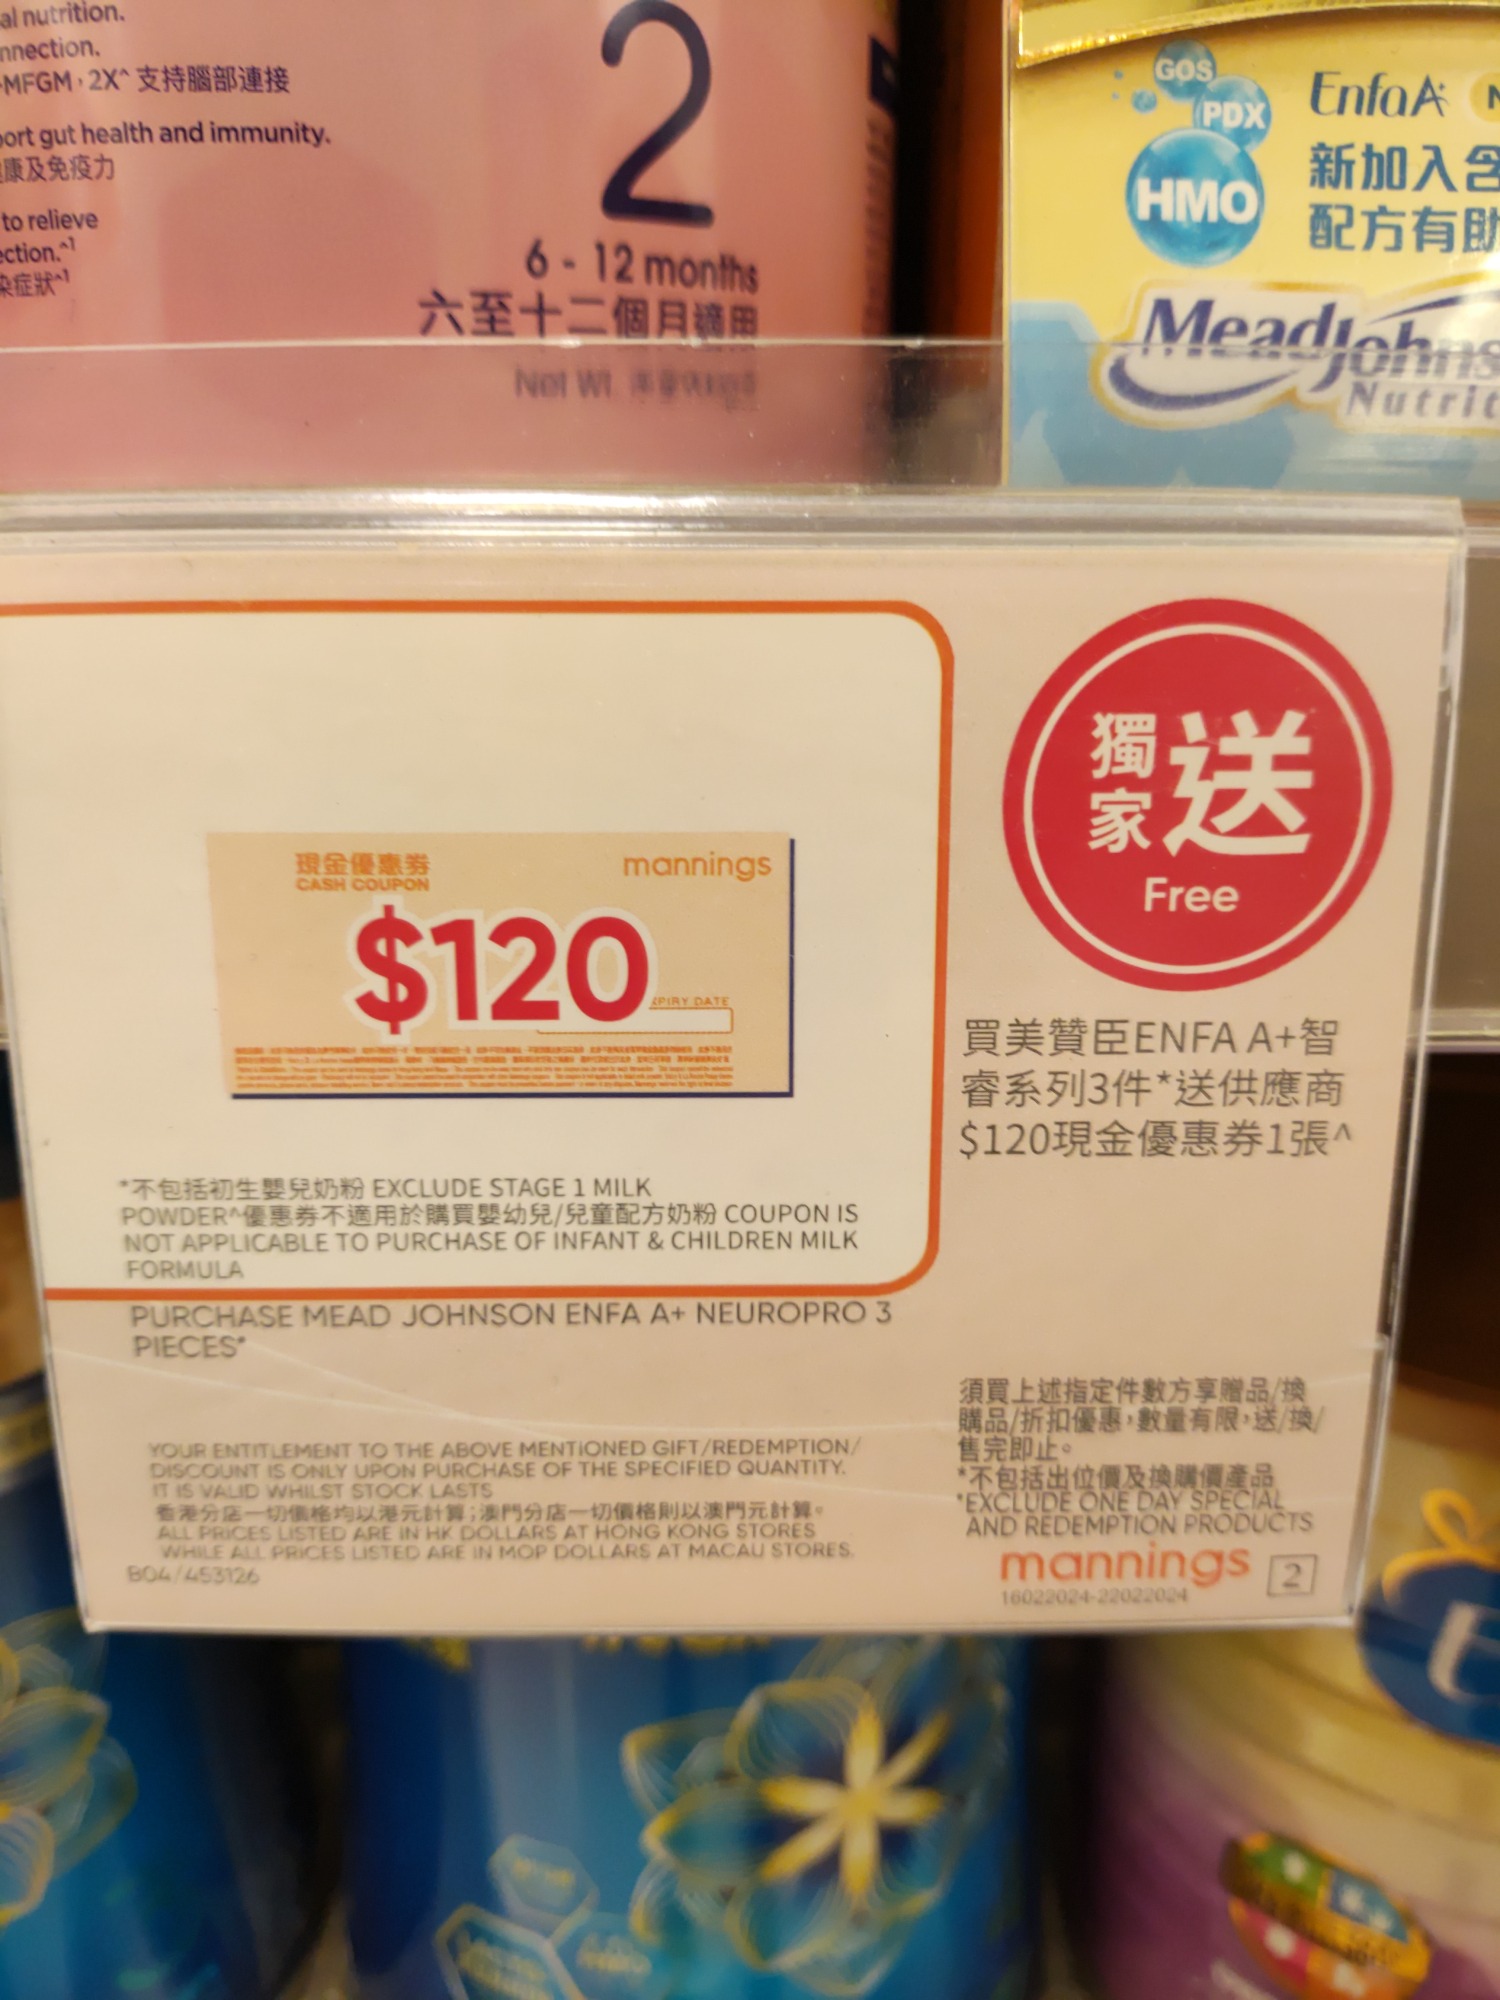 al nutrition.
nnection.
MFGM，2X^ 支持腦部連接
ort gut health and immunity.
康及免疫力
to relieve
ection.^1
染症狀^1
2
6 - 12 months
六至十二個月適用
Net Wt.
GOS
PDX
HMO
EnfaA+
新加入含
配方有助
MeadJohns
Nutrit
現金優惠券
CASH COUPON
mannings
$120
PIRY DATE
*不包括初生嬰兒奶粉 EXCLUDE STAGE 1 MILK
POWDER^優惠券不適用於購買嬰幼兒/兒童配方奶粉 COUPON IS
NOT APPLICABLE TO PURCHASE OF INFANT & CHILDREN MILK
FORMULA
PURCHASE MEAD JOHNSON ENFA A+ NEUROPRO 3
PIECES*
YOUR ENTITLEMENT TO THE ABOVE MENTIONED GIFT/REDEMPTION/
DISCOUNT IS ONLY UPON PURCHASE OF THE SPECIFIED QUANTITY.
IT IS VALID WHILST STOCK LASTS
香港分店一切價格均以港元計算；澳門分店一切價格則以澳門元計算。
ALL PRICES LISTED ARE IN HK DOLLARS AT HONG KONG STORES
WHILE ALL PRICES LISTED ARE IN MOP DOLLARS AT MACAU STORES.
B04/453126
獨家送
Free
買美贊臣ENFA A+智
睿系列3件*送供應商
$120現金優惠券1張^
須買上述指定件數方享贈品/換
購品/折扣優惠，數量有限，送/換/
售完即止。
*不包括出位價及換購價產品
*EXCLUDE ONE DAY SPECIAL
AND REDEMPTION PRODUCTS
mannings 2
16022024-22022024